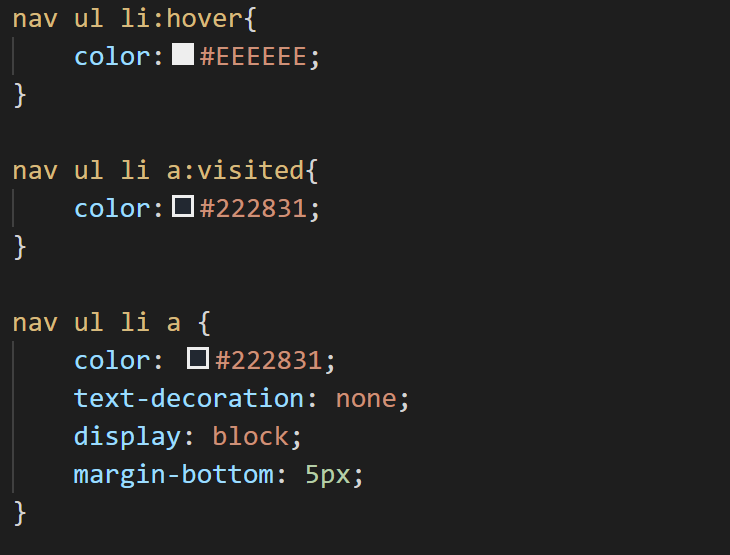 nav ul li:hover{
    color:#EEEEEE;
}

nav ul li a:visited{
    color:#222831;
}

nav ul li a {
    color: #222831;
    text-decoration: none;
    display: block;
    margin-bottom: 5px;
}